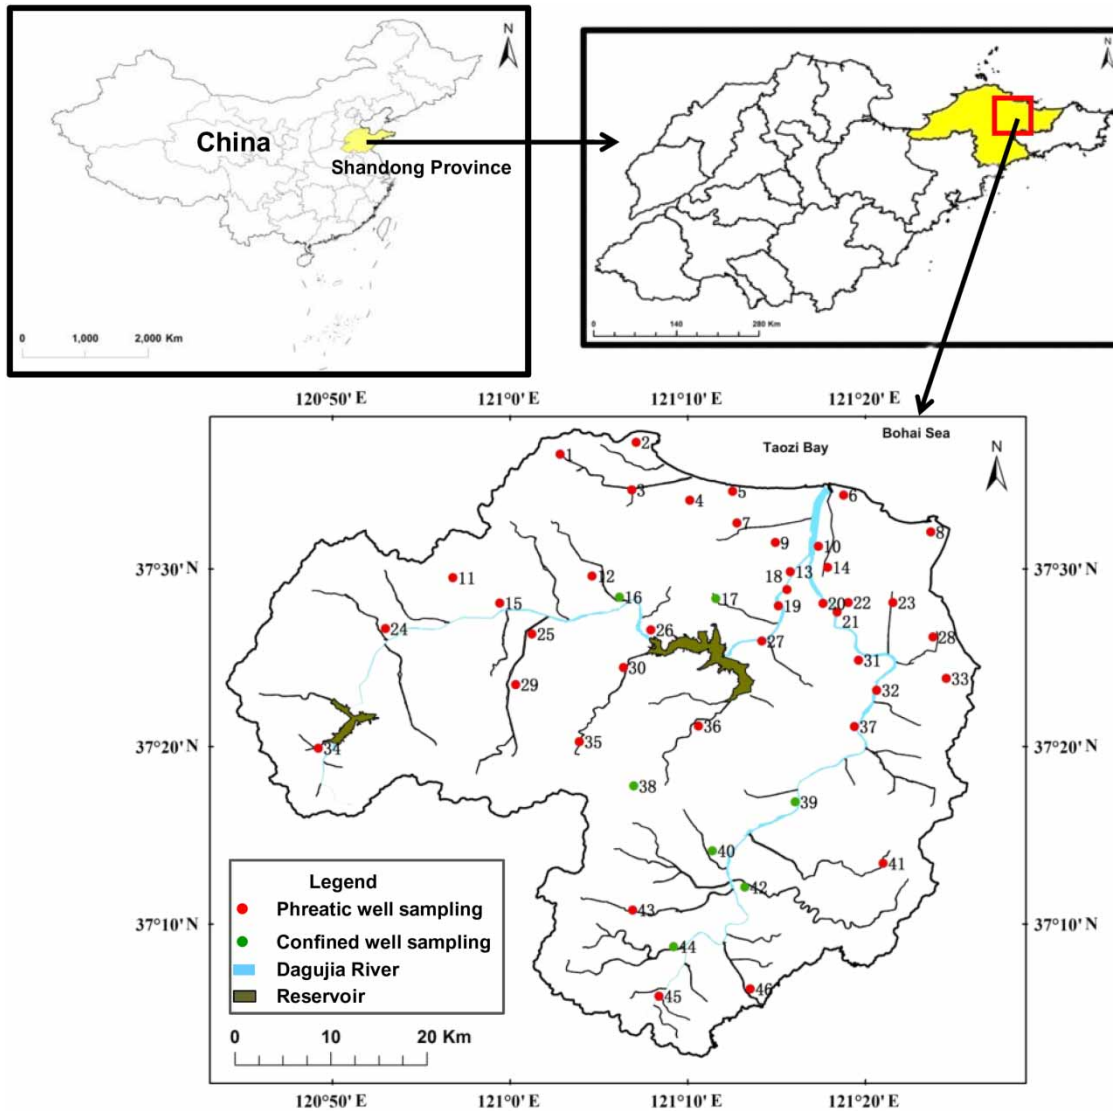 N
N
China
Shandong Province
0 1,000 2,000 Km
0 140 280 KM
120°50' E 121°0' E 121°10' E 121°20' E
Taozi Bay Bohai Sea
N
1
2
3
4
5
6
7
8
9
10
37°30' N 37°30' N
11
12
13
14
15
16
17
18
19
20
21
22
23
24
25
26
27
28
29
30
31
32
33
34
35
36
37
37°20' N 37°20' N
38
39
40
41
42
43
44
45
46
37°10' N 37°10' N
Legend
Phreatic well sampling
Confined well sampling
Dagujia River
Reservoir
0 10 20 Km
120°50' E 121°0' E 121°10' E 121°20' E